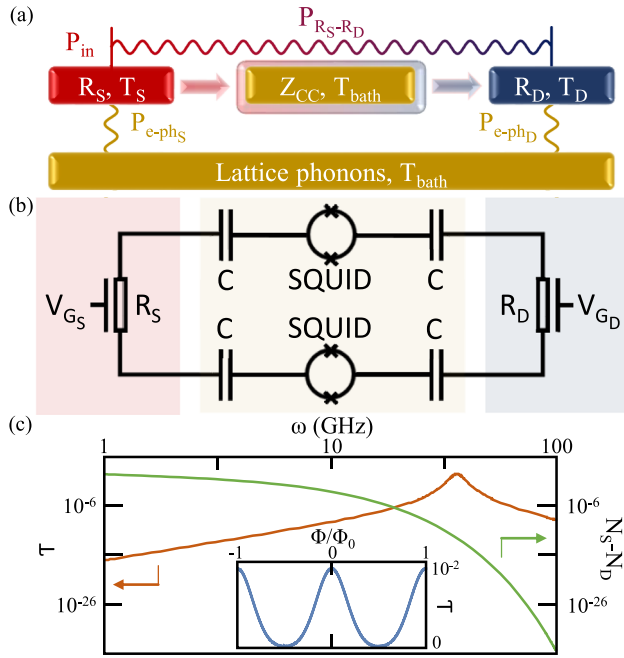 (a)
P_RS-RD
P_in
R_S, T_S
Z_CC, T_bath
R_D, T_D
P_e-phS
P_e-phD
Lattice phonons, T_bath
(b)
C SQUID C
V_GS R_S
R_D V_GD
C SQUID C
(c)
ω (GHz)
1 10 100
10^-6
10^-26
τ
Φ/Φ_0
-1 0 1
10^-2
τ
0
10^-6
10^-26
N_S-N_D